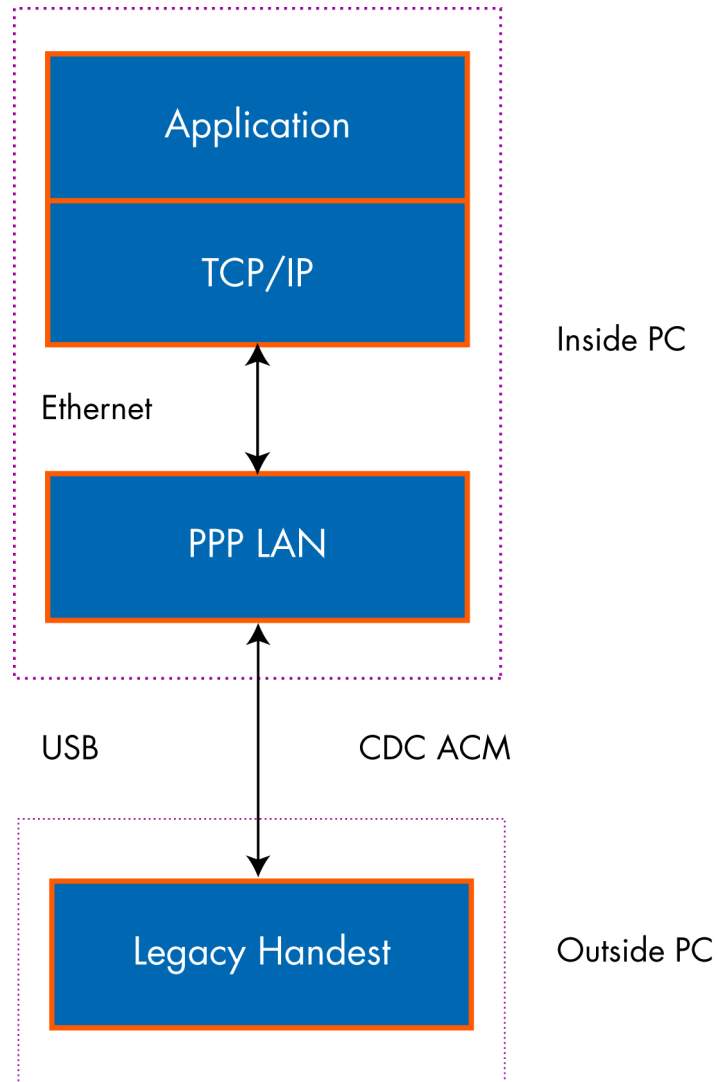 Application
TCP/IP
Inside PC
Ethernet
PPP LAN
USB
CDC ACM
Legacy Handest
Outside PC